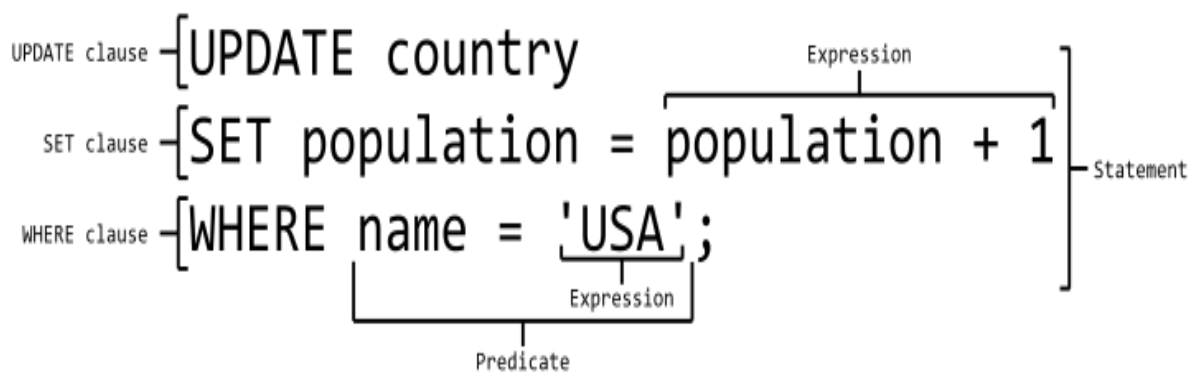 UPDATE clause UPDATE country
Expression
SET clause SET population = population + 1
Statement
WHERE clause WHERE name = 'USA';
Expression
Predicate